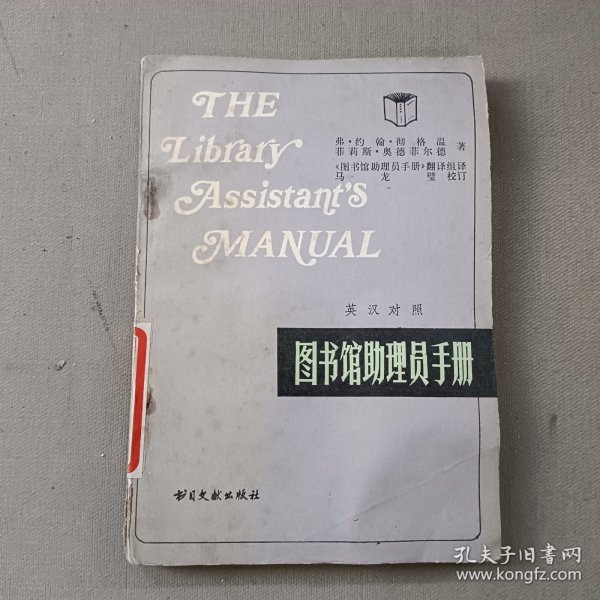 THE
Library
Assistant's
MANUAL
弗·约翰·彻格温
菲莉斯·奥德菲尔德 著
《图书馆助理员手册》翻译组译
马龙璧 校订
英汉对照
图书馆助理员手册
书目文献出版社
孔夫子旧书网
www.kongfz.com